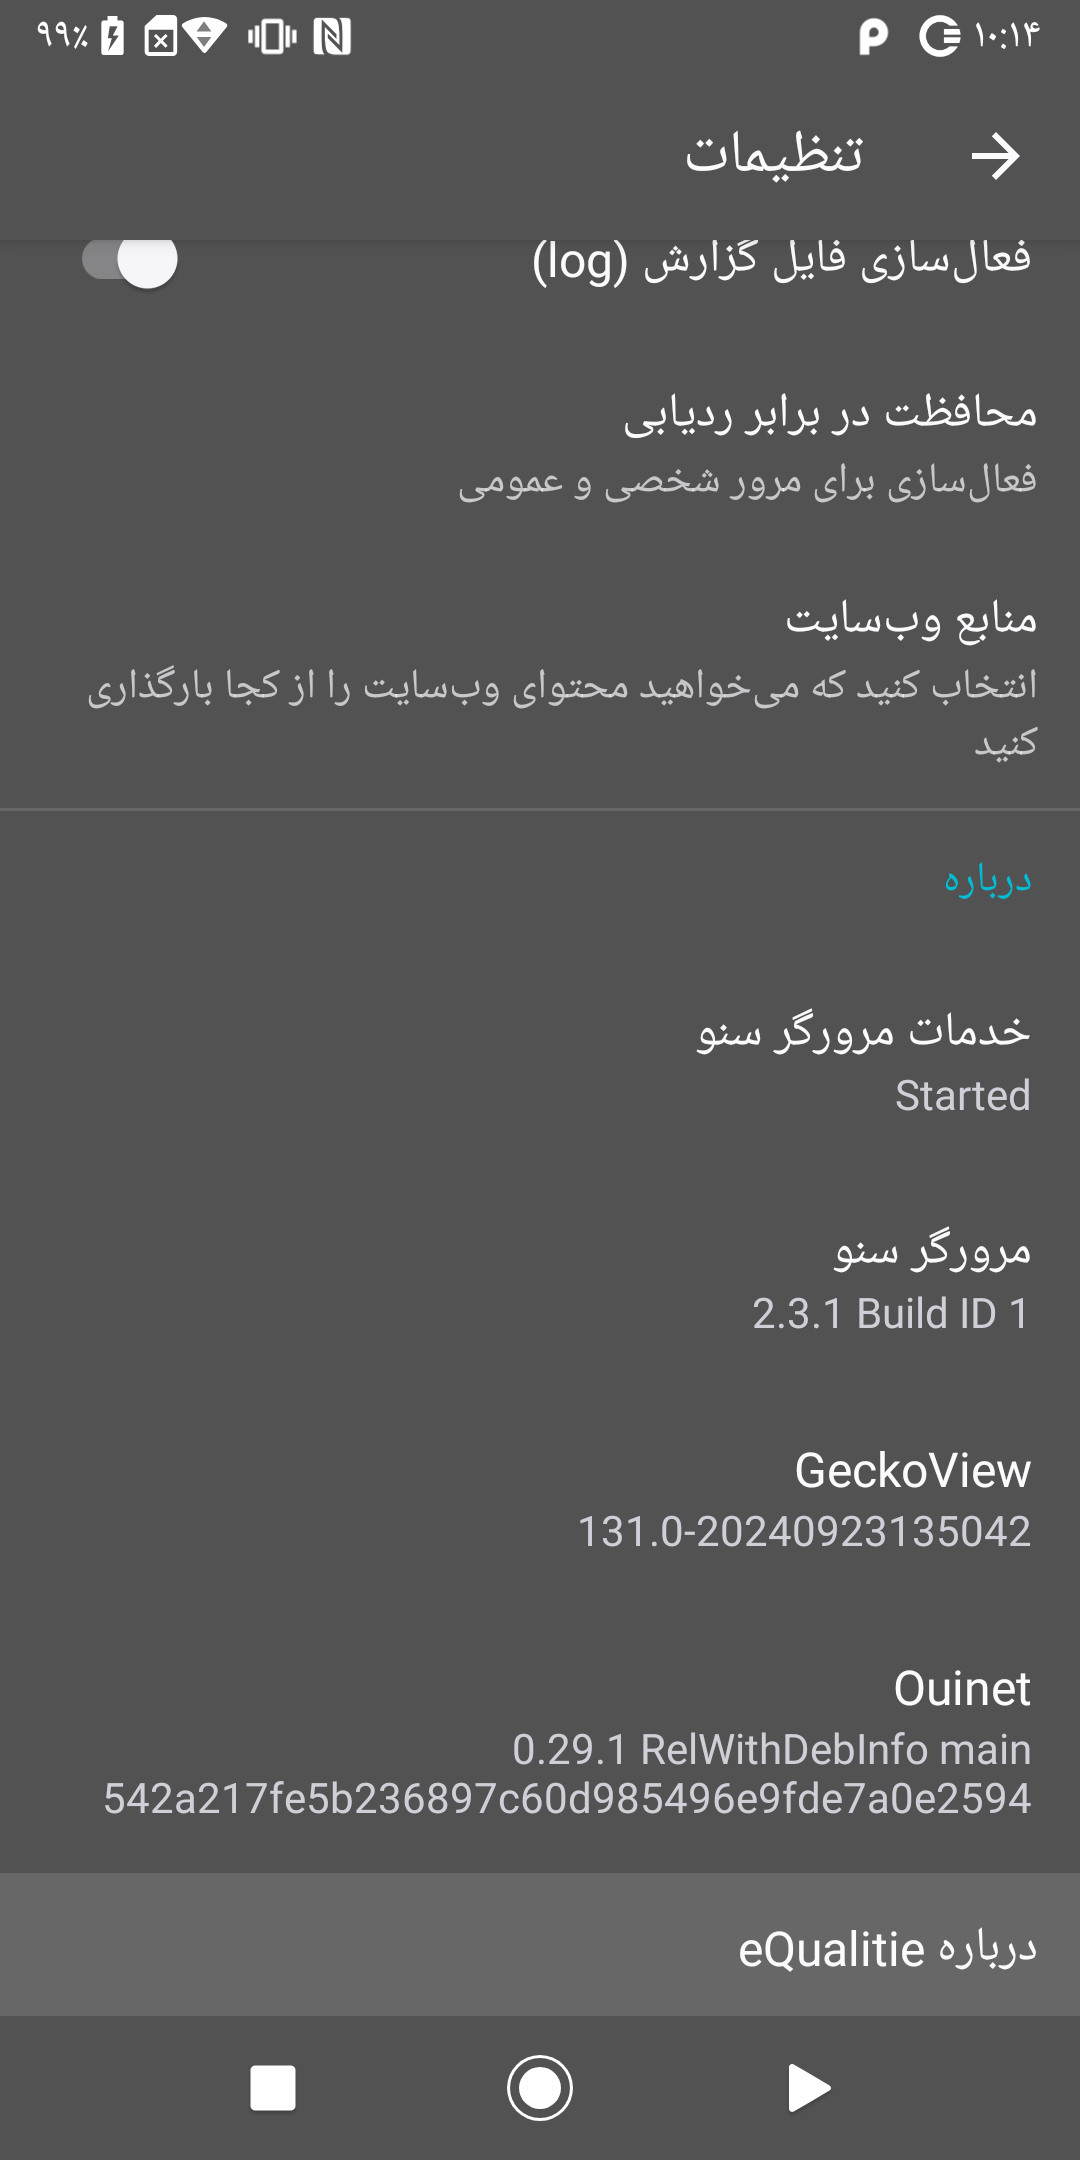 ۹۹٪ ۱۰:۱۴
تنظیمات
فعال‌سازی فایل گزارش (log)
محافظت در برابر ردیابی
فعال‌سازی برای مرور شخصی و عمومی
منابع وب‌سایت
انتخاب کنید که می‌خواهید محتوای وب‌سایت را از کجا بارگذاری
کنید
درباره
خدمات مرورگر سنو
Started
مرورگر سنو
2.3.1 Build ID 1
GeckoView
131.0-20240923135042
Ouinet
0.29.1 RelWithDebInfo main
542a217fe5b236897c60d985496e9fde7a0e2594
درباره eQualitie